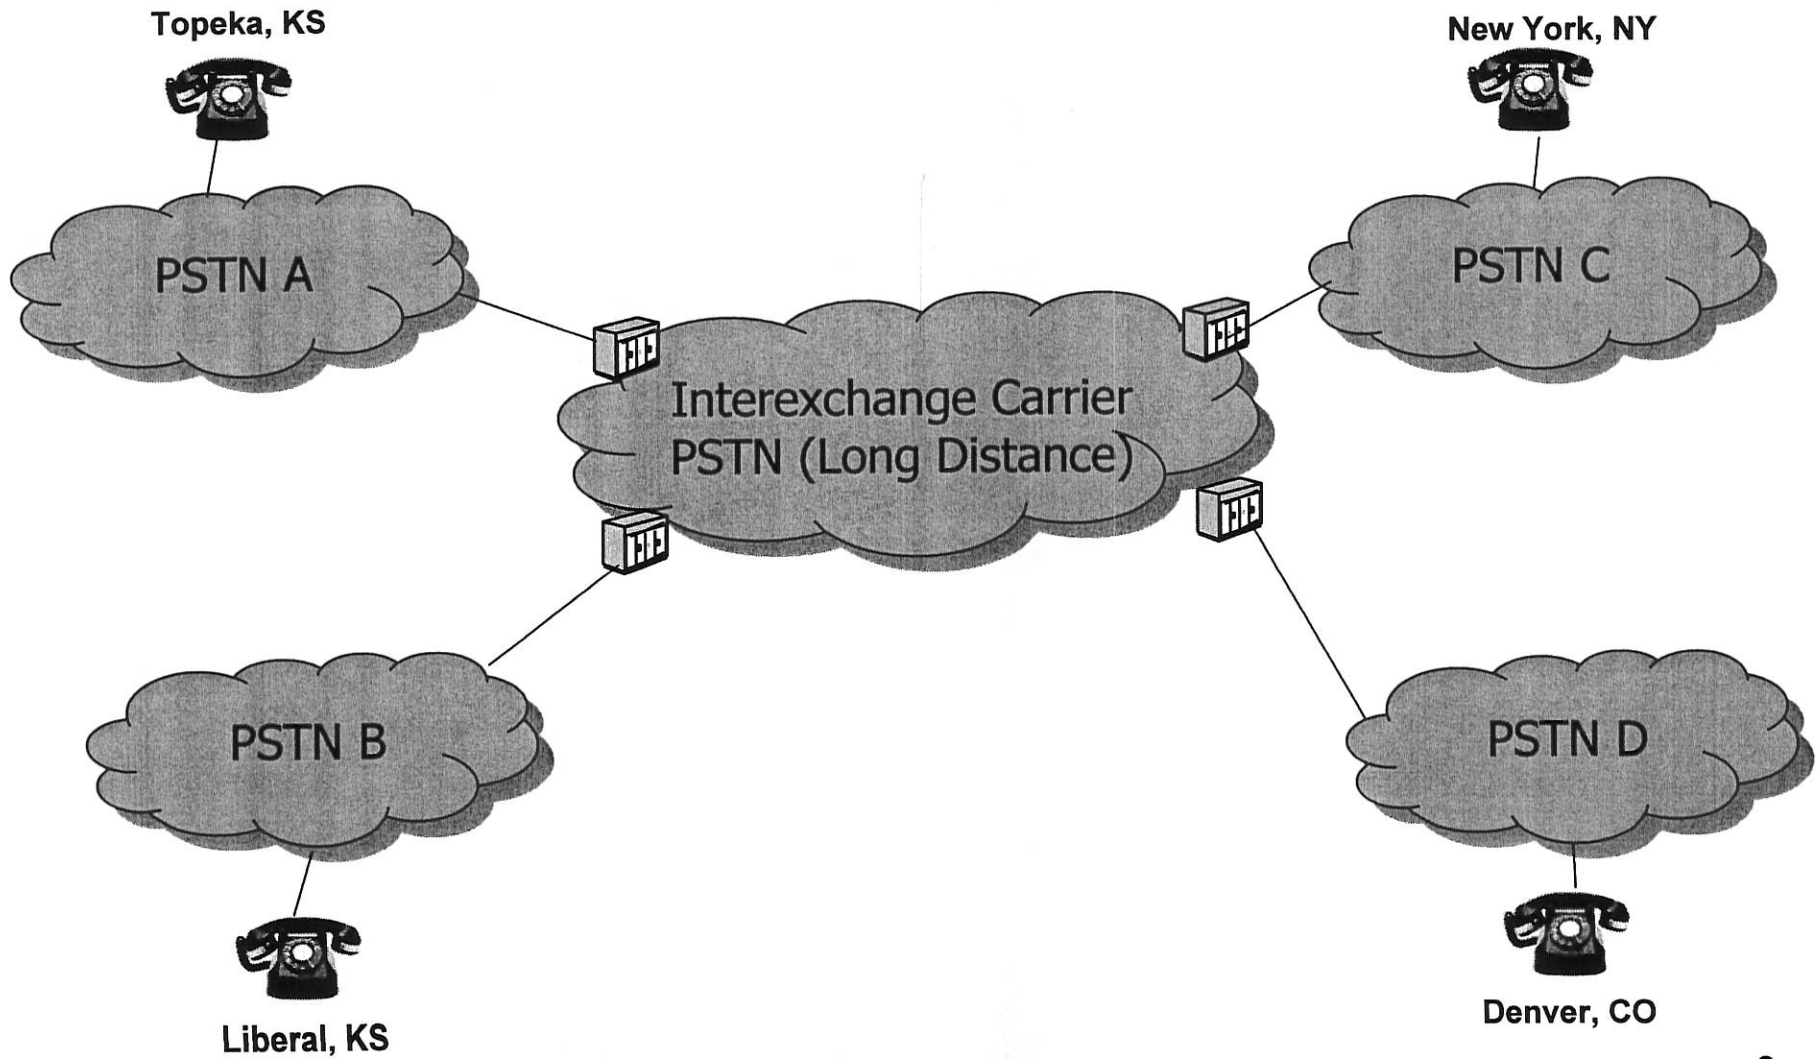 Topeka, KS
New York, NY
PSTN A
PSTN C
Interexchange Carrier
PSTN (Long Distance)
PSTN B
PSTN D
Liberal, KS
Denver, CO